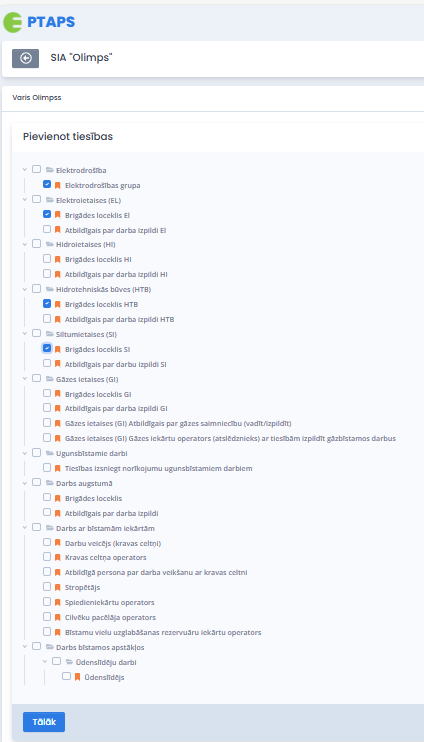 PTAPS
SIA "Olimps"
Varis Olimpss
Pievienot tiesības
Elektrodrošība
Elektrodrošības grupa
Elektroietaises (EL)
Brigādes loceklis El
Atbildīgais par darba izpildi El
Hidroietaises (HI)
Brigādes loceklis HI
Atbildīgais par darba izpildi HI
Hidrotehniskās būves (HTB)
Brigādes loceklis HTB
Atbildīgais par darba izpildi HTB
Siltumietaises (SI)
Brigādes loceklis SI
Atbildīgais par darbu izpildi SI
Gāzes ietaises (GI)
Brigādes loceklis GI
Atbildīgais par darba izpildi GI
Gāzes ietaises (GI) Atbildīgais par gāzes saimniecību (vadīt/izpildīt)
Gāzes ietaises (GI) Gāzes iekārtu operators (atslēdznieks) ar tiesībām izpildīt gāzbīstamos darbus
Ugunsbīstamie darbi
Tiesības izsniegt norīkojumu ugunsbīstamiem darbiem
Darbs augstumā
Brigādes loceklis
Atbildīgais par darba izpildi
Darbs ar bīstamām iekārtām
Darbu veicējs (kravas celtņi)
Kravas celtņa operators
Atbildīgā persona par darba veikšanu ar kravas celtni
Stropētājs
Spiedieniekārtu operators
Cilvēku pacēlāja operators
Bīstamu vielu uzglabāšanas rezervuāru iekārtu operators
Darbs bīstamos apstākļos
Ūdenslīdēju darbi
Ūdenslīdējs
Tālāk